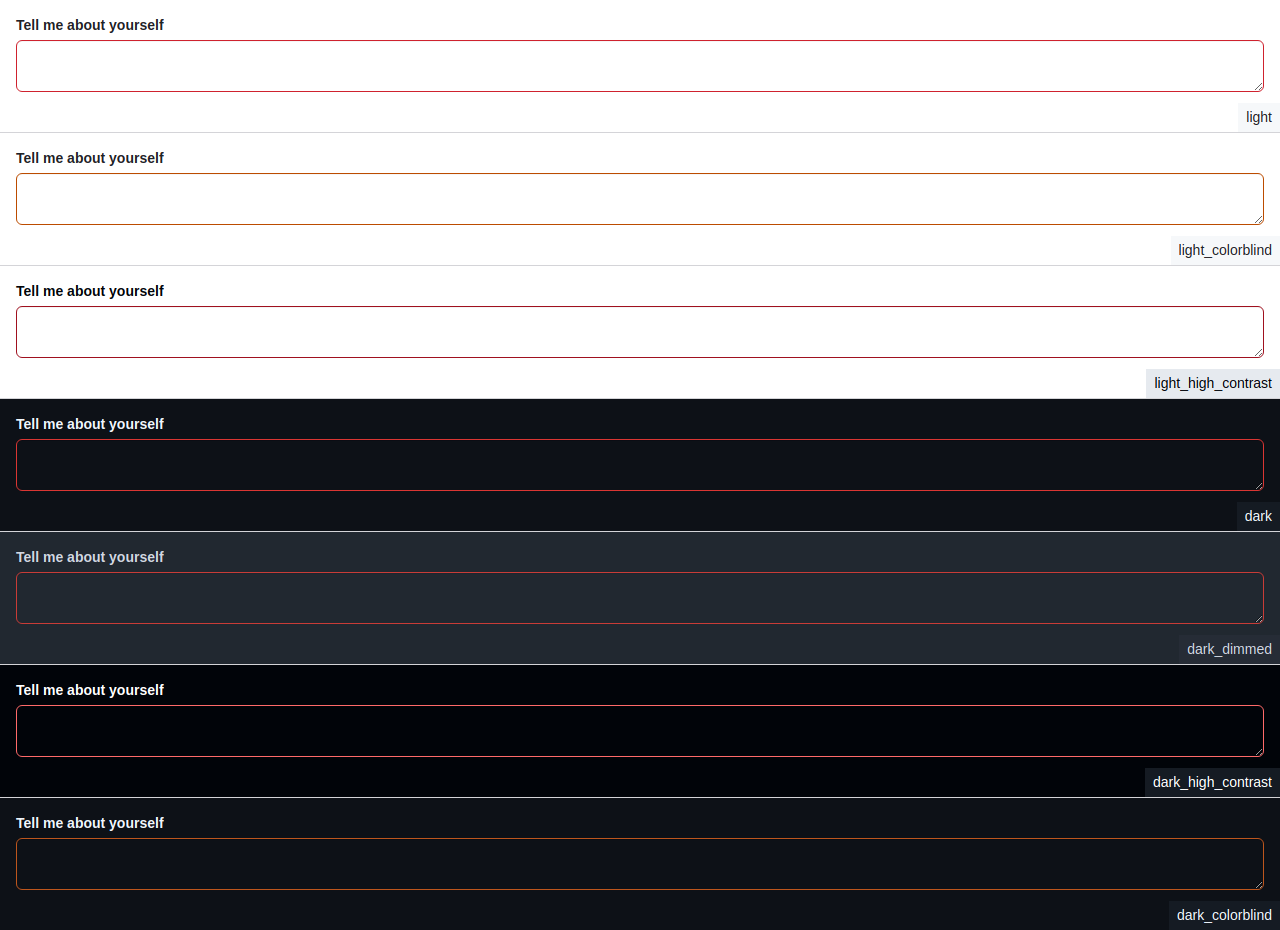 Tell me about yourself
light
Tell me about yourself
light_colorblind
Tell me about yourself
light_high_contrast
Tell me about yourself
dark
Tell me about yourself
dark_dimmed
Tell me about yourself
dark_high_contrast
Tell me about yourself
dark_colorblind